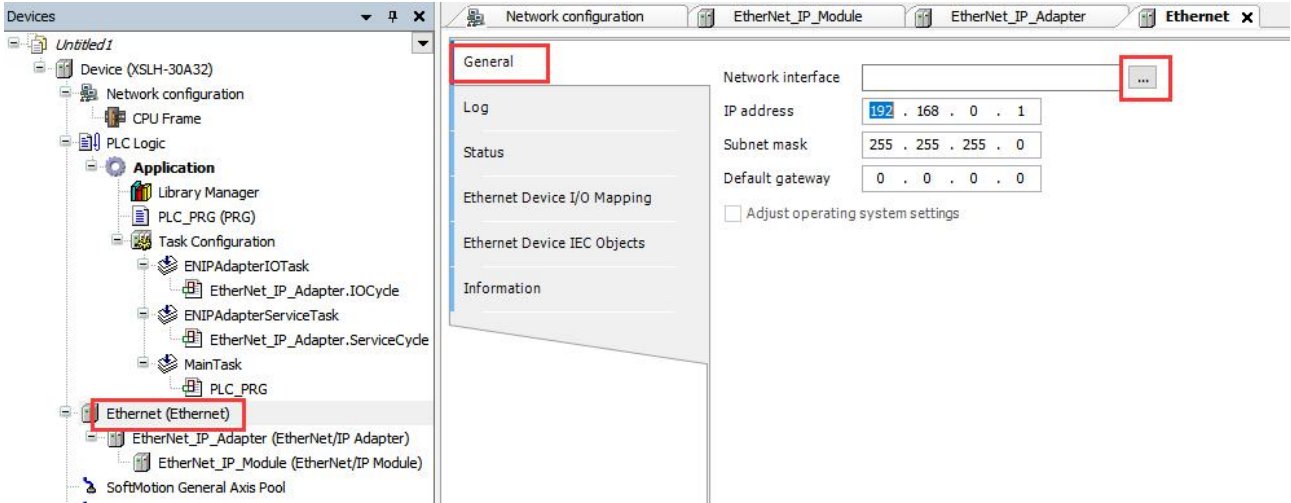 Devices
Untitled1
Device (XSLH-30A32)
Network configuration
CPU Frame
PLC Logic
Application
Library Manager
PLC_PRG (PRG)
Task Configuration
ENIPAdapterIOTask
EtherNet_IP_Adapter.IOCycle
ENIPAdapterServiceTask
EtherNet_IP_Adapter.ServiceCycle
MainTask
PLC_PRG
Ethernet (Ethernet)
EtherNet_IP_Adapter (EtherNet/IP Adapter)
EtherNet_IP_Module (EtherNet/IP Module)
SoftMotion General Axis Pool
Network configuration EtherNet_IP_Module EtherNet_IP_Adapter Ethernet
General
Log
Status
Ethernet Device I/O Mapping
Ethernet Device IEC Objects
Information
Network interface ...
IP address 192 . 168 . 0 . 1
Subnet mask 255 . 255 . 255 . 0
Default gateway 0 . 0 . 0 . 0
Adjust operating system settings